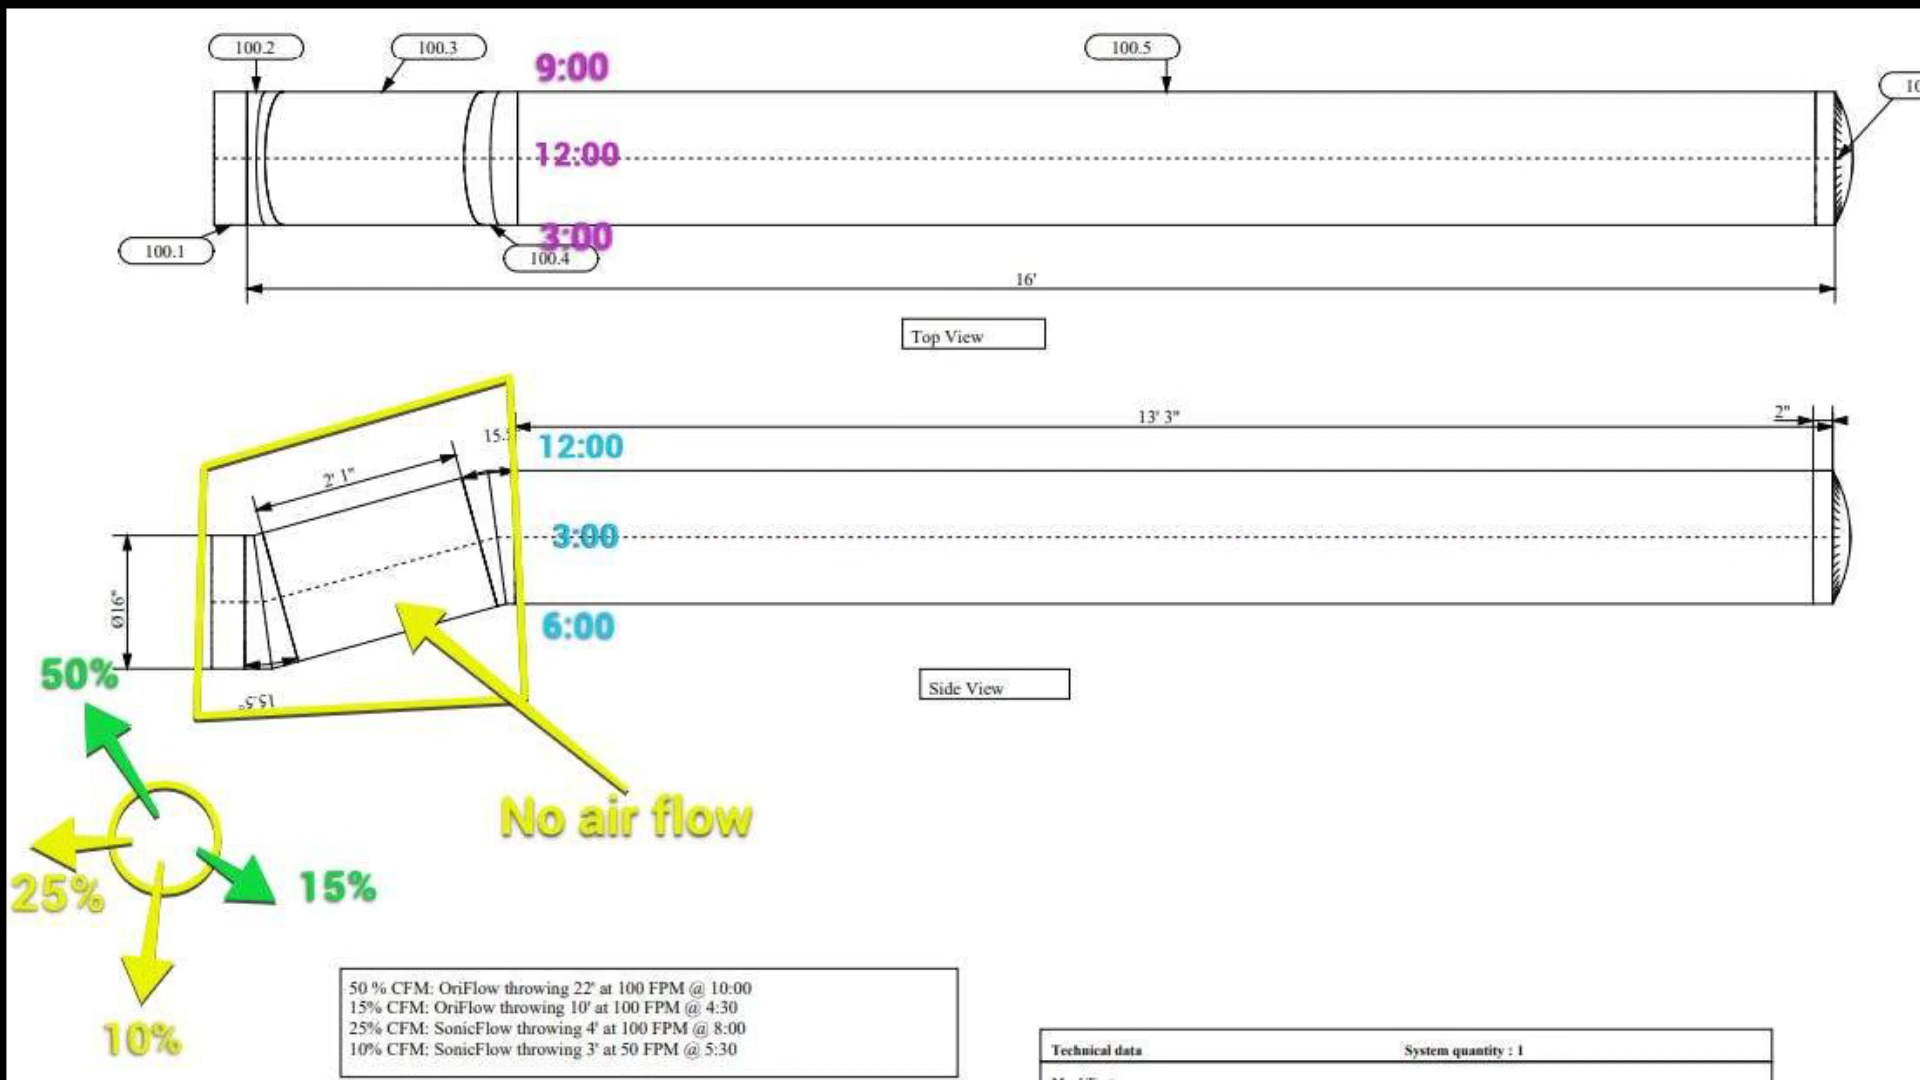 100.2
100.3
9:00
100.5
12:00
3:00
100.1
100.4
16'
Top View
13' 3"
2"
12:00
2' 1"
3:00
Ø16"
6:00
50%
15.5°
Side View
No air flow
25%
15%
10%
50 % CFM: OriFlow throwing 22' at 100 FPM @ 10:00
15% CFM: OriFlow throwing 10' at 100 FPM @ 4:30
25% CFM: SonicFlow throwing 4' at 100 FPM @ 8:00
10% CFM: SonicFlow throwing 3' at 50 FPM @ 5:30
Technical data
System quantity : 1